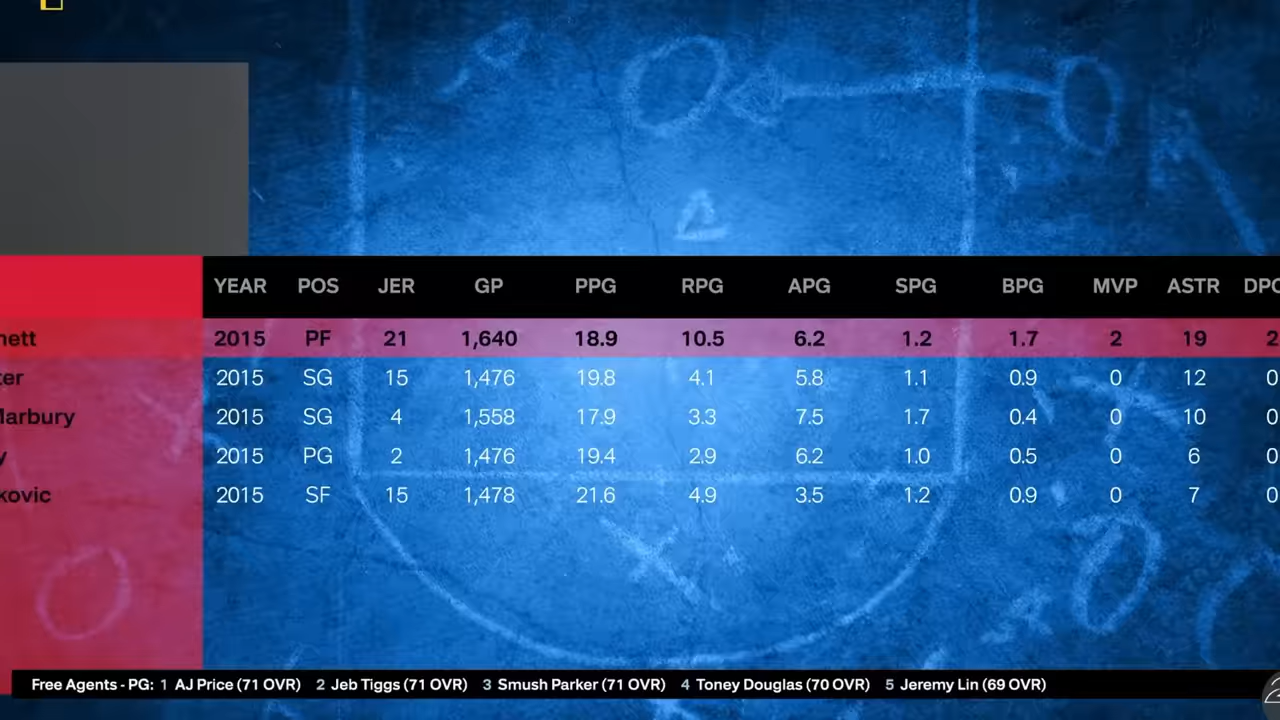 YEAR POS JER GP PPG RPG APG SPG BPG MVP ASTR DPO
nett 2015 PF 21 1,640 18.9 10.5 6.2 1.2 1.7 2 19 2
ter 2015 SG 15 1,476 19.8 4.1 5.8 1.1 0.9 0 12 0
Marbury 2015 SG 4 1,558 17.9 3.3 7.5 1.7 0.4 0 10 0
y 2015 PG 2 1,476 19.4 2.9 6.2 1.0 0.5 0 6 0
kovic 2015 SF 15 1,478 21.6 4.9 3.5 1.2 0.9 0 7 0
Free Agents - PG: 1 AJ Price (71 OVR) 2 Jeb Tiggs (71 OVR) 3 Smush Parker (71 OVR) 4 Toney Douglas (70 OVR) 5 Jeremy Lin (69 OVR)